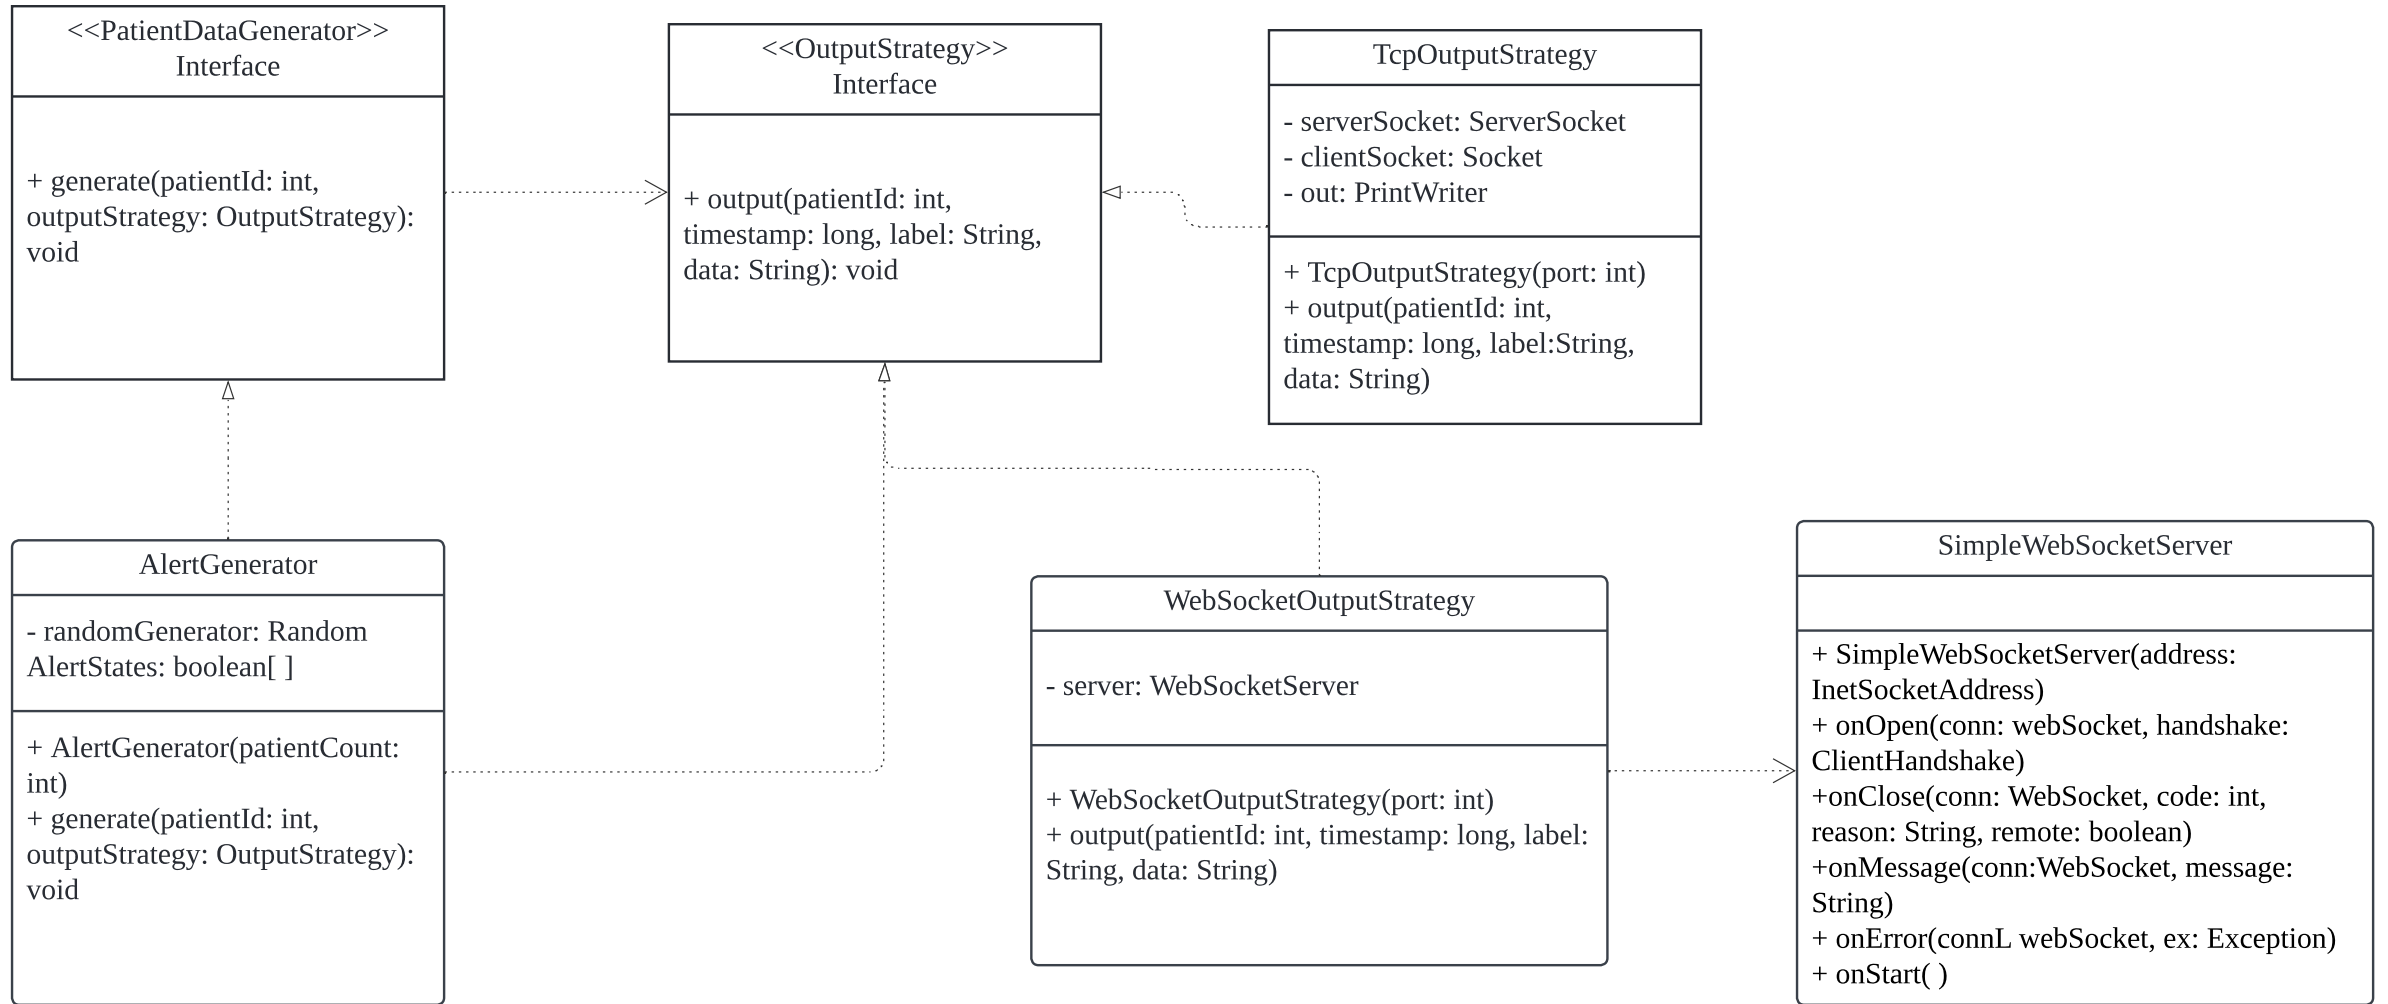 <<PatientDataGenerator>>
Interface
+ generate(patientId: int,
outputStrategy: OutputStrategy):
void
<<OutputStrategy>>
Interface
+ output(patientId: int,
timestamp: long, label: String,
data: String): void
TcpOutputStrategy
- serverSocket: ServerSocket
- clientSocket: Socket
- out: PrintWriter
+ TcpOutputStrategy(port: int)
+ output(patientId: int,
timestamp: long, label:String,
data: String)
AlertGenerator
- randomGenerator: Random
AlertStates: boolean[ ]
+ AlertGenerator(patientCount:
int)
+ generate(patientId: int,
outputStrategy: OutputStrategy):
void
WebSocketOutputStrategy
- server: WebSocketServer
+ WebSocketOutputStrategy(port: int)
+ output(patientId: int, timestamp: long, label:
String, data: String)
SimpleWebSocketServer
+ SimpleWebSocketServer(address:
InetSocketAddress)
+ onOpen(conn: webSocket, handshake:
ClientHandshake)
+onClose(conn: WebSocket, code: int,
reason: String, remote: boolean)
+onMessage(conn:WebSocket, message:
String)
+ onError(connL webSocket, ex: Exception)
+ onStart( )